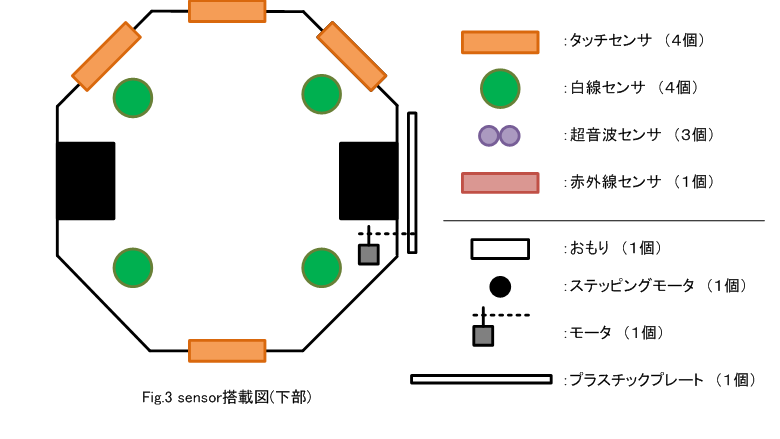 ：タッチセンサ （４個）
：白線センサ （４個）
：超音波センサ （３個）
：赤外線センサ （１個）
：おもり （１個）
：ステッピングモータ （１個）
：モータ （１個）
：プラスチックプレート （１個）
Fig.3 sensor搭載図(下部)